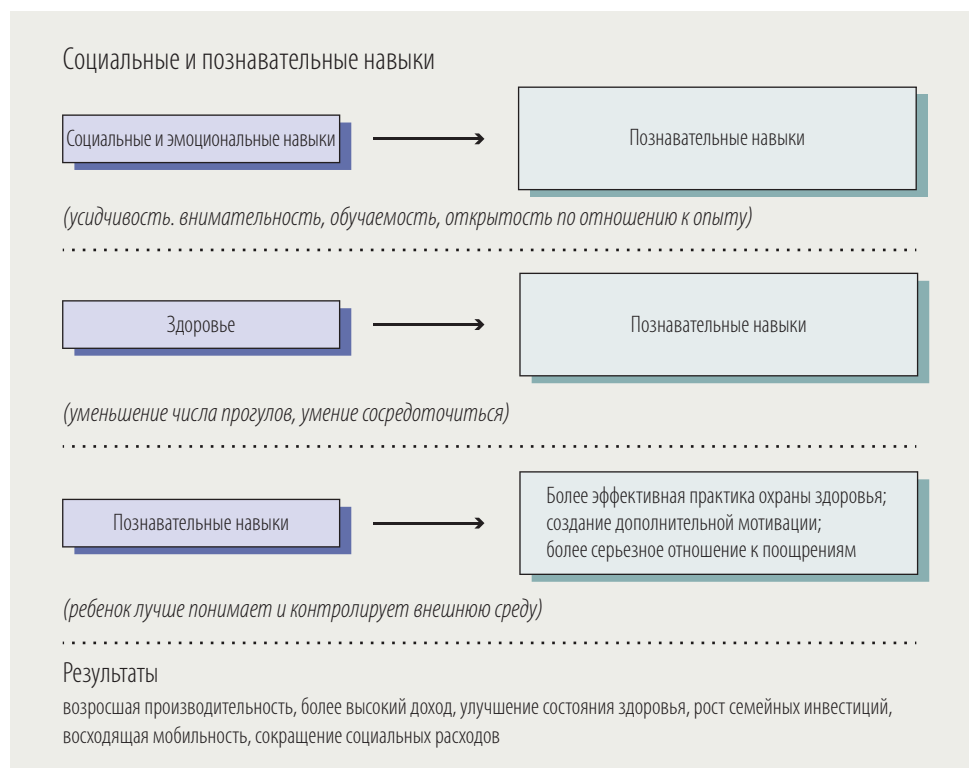 Социальные и познавательные навыки
Социальные и эмоциональные навыки
Познавательные навыки
(усидчивость. внимательность, обучаемость, открытость по отношению к опыту)
Здоровье
Познавательные навыки
(уменьшение числа прогулов, умение сосредоточиться)
Познавательные навыки
Более эффективная практика охраны здоровья;
создание дополнительной мотивации;
более серьезное отношение к поощрениям
(ребенок лучше понимает и контролирует внешнюю среду)
Результаты
возросшая производительность, более высокий доход, улучшение состояния здоровья, рост семейных инвестиций,
восходящая мобильность, сокращение социальных расходов